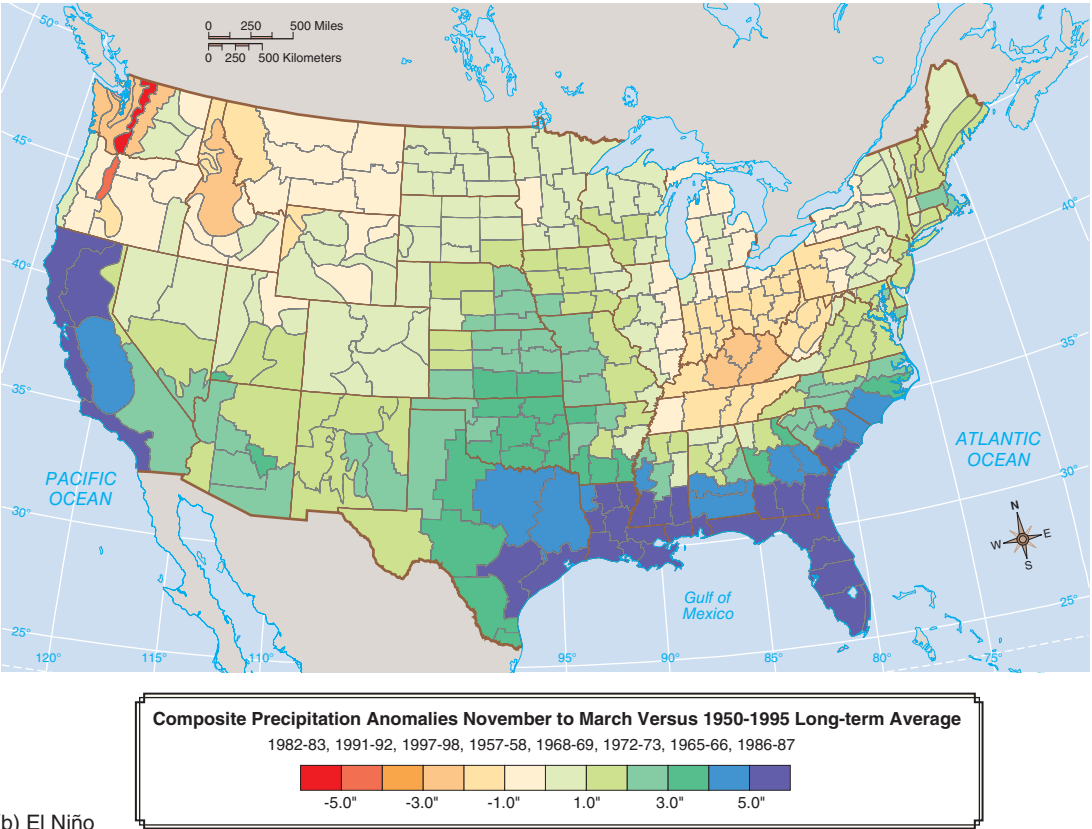 50°
0 250 500 Miles
0 250 500 Kilometers
45°
40°
40°
35°
35°
PACIFIC
OCEAN
ATLANTIC
OCEAN
30°
30°
N
W E
S
Gulf of
Mexico
25°
25°
120° 115° 110° 95° 90° 85° 80° 75°
Composite Precipitation Anomalies November to March Versus 1950-1995 Long-term Average
1982-83, 1991-92, 1997-98, 1957-58, 1968-69, 1972-73, 1965-66, 1986-87
-5.0" -3.0" -1.0" 1.0" 3.0" 5.0"
b) El Niño